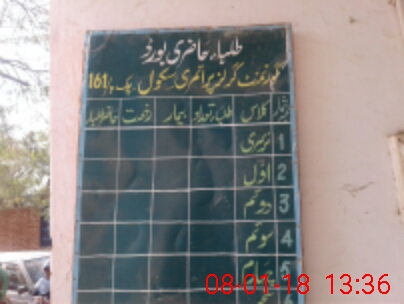 طلباء حاضری بورڈ
گورنمنٹ گرلز پرائمری سکول چک نمبر 161
نمبر شمار کلاس طلباء تعداد بیمار رخصت حاضر طلباء
1 نرسری
2 اول
3 دوئم
4 سوئم
5
08-01-18 13:36